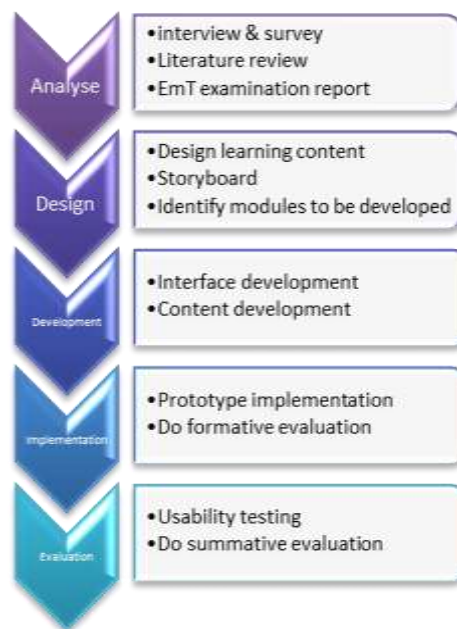 Analyse
•interview & survey
•Literature review
•EmT examination report
Design
•Design learning content
•Storyboard
•Identify modules to be developed
Development
•Interface development
•Content development
Implementation
•Prototype implementation
•Do formative evaluation
Evaluation
•Usability testing
•Do summative evaluation